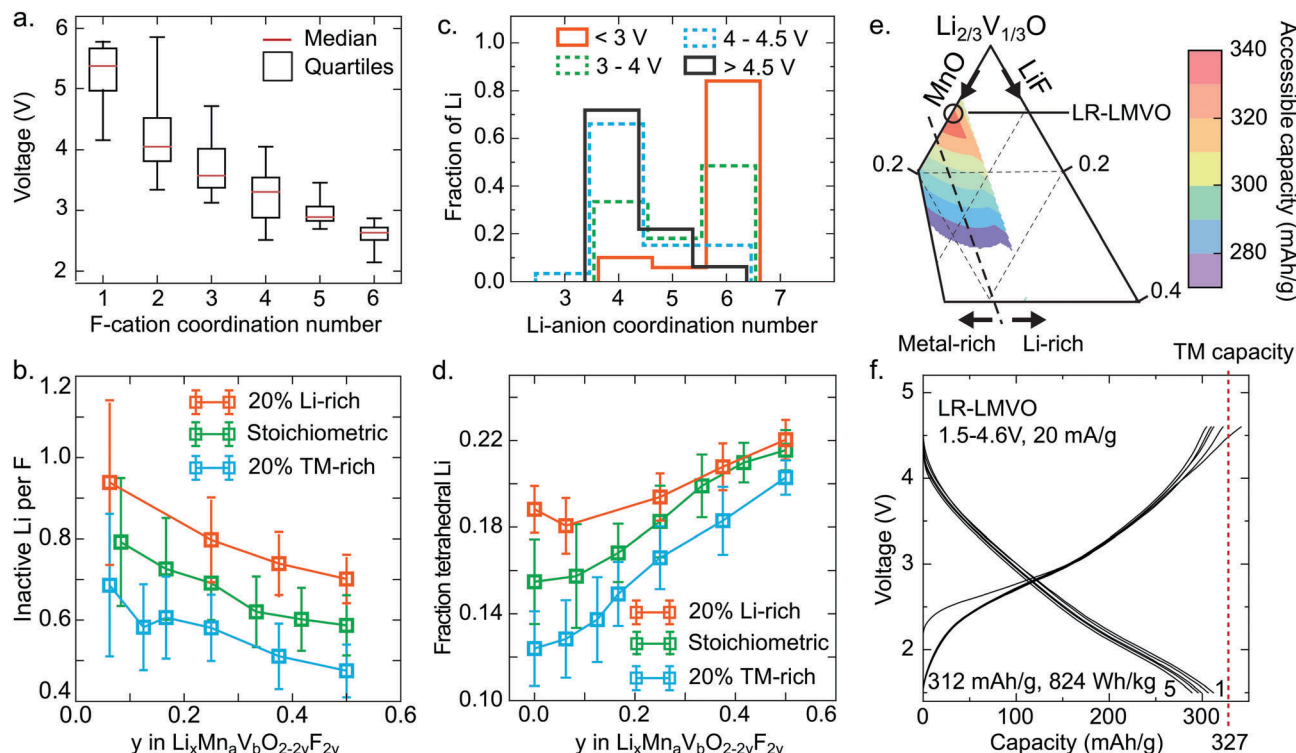 a.
6
5
4
3
2
Voltage (V)
Median
Quartiles
1 2 3 4 5 6
F-cation coordination number
b.
1.2
1.0
0.8
0.6
0.4
Inactive Li per F
20% Li-rich
Stoichiometric
20% TM-rich
0.0 0.2 0.4 0.6
y in LiₓMnₐV_bO₂₋₂ᵧF₂ᵧ
c.
1.0
0.8
0.6
0.4
0.2
0.0
Fraction of Li
< 3 V
3 - 4 V
4 - 4.5 V
> 4.5 V
3 4 5 6 7
Li-anion coordination number
d.
0.22
0.18
0.14
0.10
Fraction tetrahedral Li
20% Li-rich
Stoichiometric
20% TM-rich
0.0 0.2 0.4 0.6
y in LiₓMnₐV_bO₂₋₂ᵧF₂ᵧ
e.
Li₂/₃V₁/₃O
MnO
LiF
LR-LMVO
0.2
0.2
0.4
Metal-rich
Li-rich
340
320
300
280
Accessible capacity
(mAh/g)
f.
TM capacity
5
4
3
2
Voltage (V)
LR-LMVO
1.5-4.6V, 20 mA/g
312 mAh/g, 824 Wh/kg
5
1
0 100 200 300
327
Capacity (mAh/g)